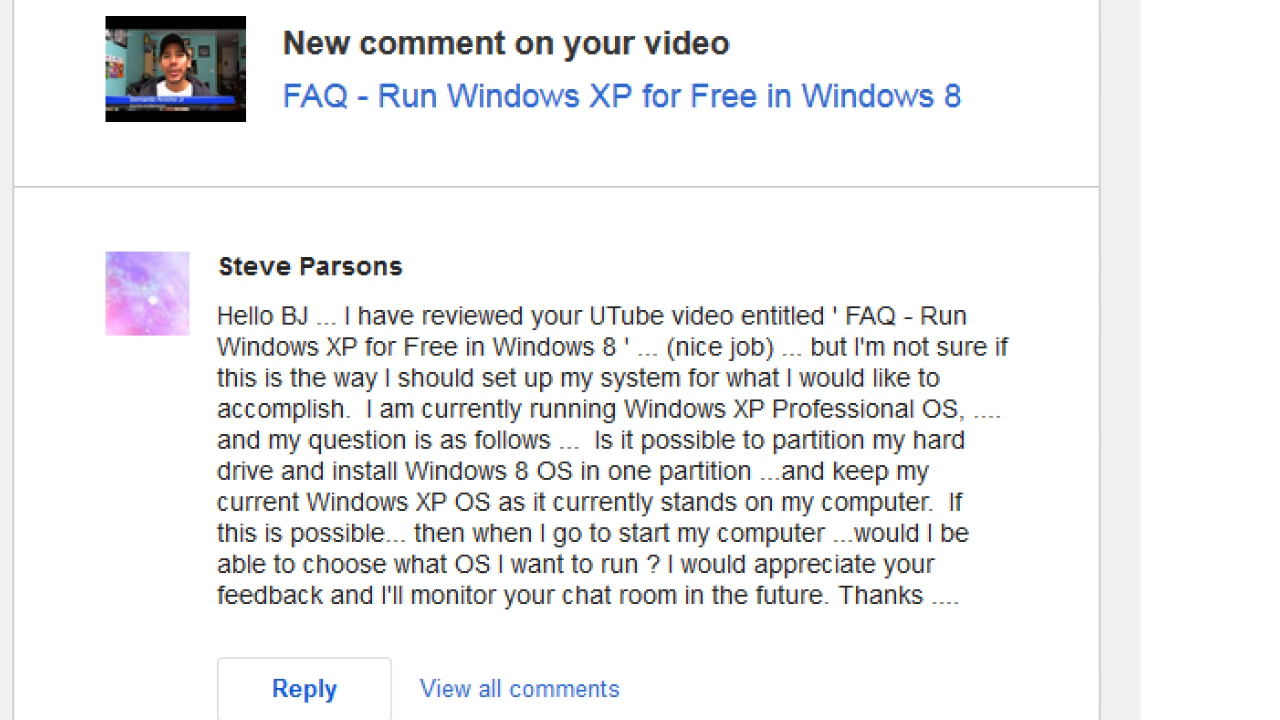 New comment on your video
FAQ - Run Windows XP for Free in Windows 8
Steve Parsons
Hello BJ ... I have reviewed your UTube video entitled ' FAQ - Run
Windows XP for Free in Windows 8 ' ... (nice job) ... but I'm not sure if
this is the way I should set up my system for what I would like to
accomplish.  I am currently running Windows XP Professional OS, ....
and my question is as follows ...  Is it possible to partition my hard
drive and install Windows 8 OS in one partition ...and keep my
current Windows XP OS as it currently stands on my computer.  If
this is possible... then when I go to start my computer ...would I be
able to choose what OS I want to run ? I would appreciate your
feedback and I'll monitor your chat room in the future. Thanks ....
Reply
View all comments